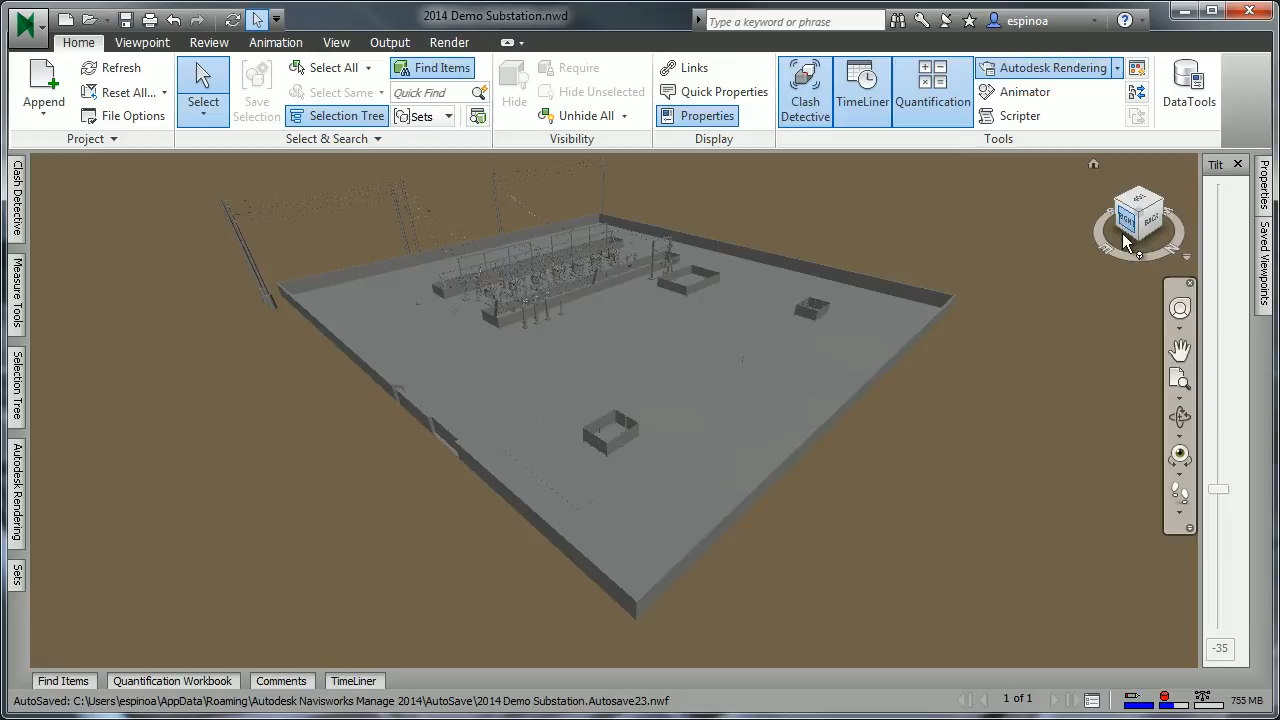 2014 Demo Substation.nwd
Type a keyword or phrase
espinoa
Home Viewpoint Review Animation View Output Render
Append
Refresh
Reset All...
File Options
Project
Select
Save Selection
Select All
Select Same
Selection Tree
Find Items
Quick Find
Sets
Select & Search
Hide
Require
Hide Unselected
Unhide All
Visibility
Links
Quick Properties
Properties
Display
Clash Detective
TimeLiner
Quantification
Autodesk Rendering
Animator
Scripter
Tools
DataTools
Clash Detective
Measure Tools
Selection Tree
Autodesk Rendering
Sets
RIGHT
BACK
Tilt
-35
Properties
Saved Viewpoints
Find Items
Quantification Workbook
Comments
TimeLiner
AutoSaved: C:\Users\espinoa\AppData\Roaming\Autodesk Navisworks Manage 2014\AutoSave\2014 Demo Substation.Autosave23.nwf
1 of 1
755 MB